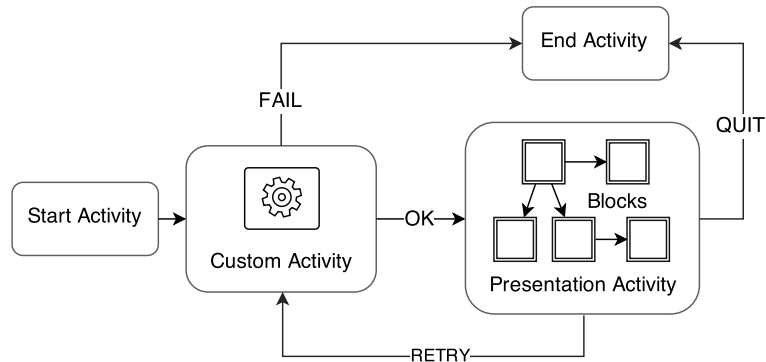 End Activity
FAIL
QUIT
Blocks
Start Activity
OK
Custom Activity
Presentation Activity
RETRY